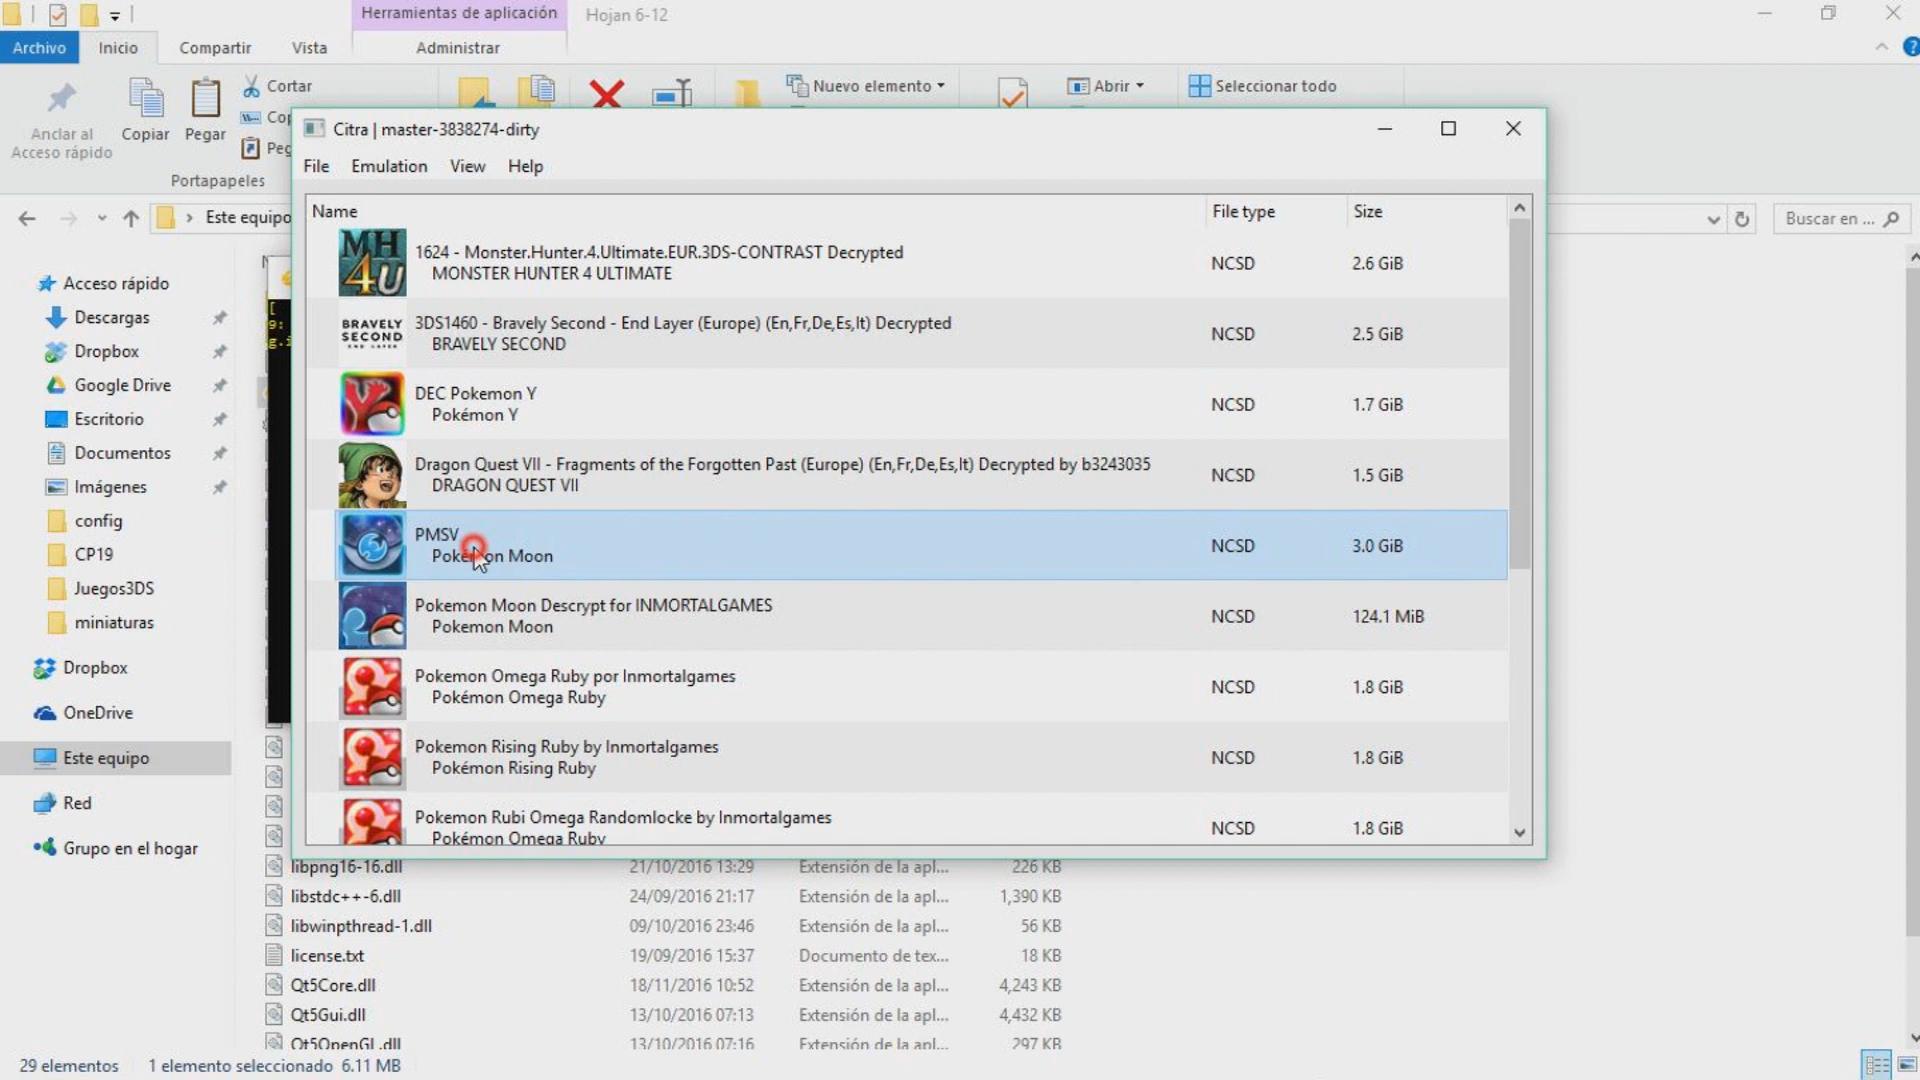 Herramientas de aplicación
Hojan 6-12
Archivo
Inicio
Compartir
Vista
Administrar
Anclar al
Acceso rápido
Copiar
Pegar
Cortar
Portapapeles
Nuevo elemento
Abrir
Seleccionar todo
Este equipo
Buscar en ...
Citra | master-3838274-dirty
File Emulation View Help
Name File type Size
MH
4U
1624 - Monster.Hunter.4.Ultimate.EUR.3DS-CONTRAST Decrypted
MONSTER HUNTER 4 ULTIMATE
NCSD 2.6 GiB
BRAVELY
SECOND
END LAYER
3DS1460 - Bravely Second - End Layer (Europe) (En,Fr,De,Es,It) Decrypted
BRAVELY SECOND
NCSD 2.5 GiB
DEC Pokemon Y
Pokémon Y
NCSD 1.7 GiB
Dragon Quest VII - Fragments of the Forgotten Past (Europe) (En,Fr,De,Es,It) Decrypted by b3243035
DRAGON QUEST VII
NCSD 1.5 GiB
PMSV
Pokémon Moon
NCSD 3.0 GiB
Pokemon Moon Descrypt for INMORTALGAMES
Pokemon Moon
NCSD 124.1 MiB
Pokemon Omega Ruby por Inmortalgames
Pokémon Omega Ruby
NCSD 1.8 GiB
Pokemon Rising Ruby by Inmortalgames
Pokémon Rising Ruby
NCSD 1.8 GiB
Pokemon Rubi Omega Randomlocke by Inmortalgames
Pokémon Omega Ruby
NCSD 1.8 GiB
Acceso rápido
Descargas
Dropbox
Google Drive
Escritorio
Documentos
Imágenes
config
CP19
Juegos3DS
miniaturas
Dropbox
OneDrive
Este equipo
Red
Grupo en el hogar
[
9:
g.i
libpng16-16.dll 21/10/2016 13:29 Extensión de la apl... 226 KB
libstdc++-6.dll 24/09/2016 21:17 Extensión de la apl... 1,390 KB
libwinpthread-1.dll 09/10/2016 23:46 Extensión de la apl... 56 KB
license.txt 19/09/2016 15:37 Documento de tex... 18 KB
Qt5Core.dll 18/11/2016 10:52 Extensión de la apl... 4,243 KB
Qt5Gui.dll 13/10/2016 07:13 Extensión de la apl... 4,432 KB
Qt5OpenGL.dll 13/10/2016 07:16 Extensión de la apl... 297 KB
29 elementos 1 elemento seleccionado 6.11 MB